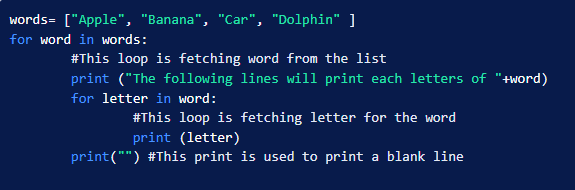 words= ["Apple", "Banana", "Car", "Dolphin" ]
for word in words:
        #This loop is fetching word from the list
        print ("The following lines will print each letters of "+word)
        for letter in word:
                #This loop is fetching letter for the word
                print (letter)
        print("") #This print is used to print a blank line